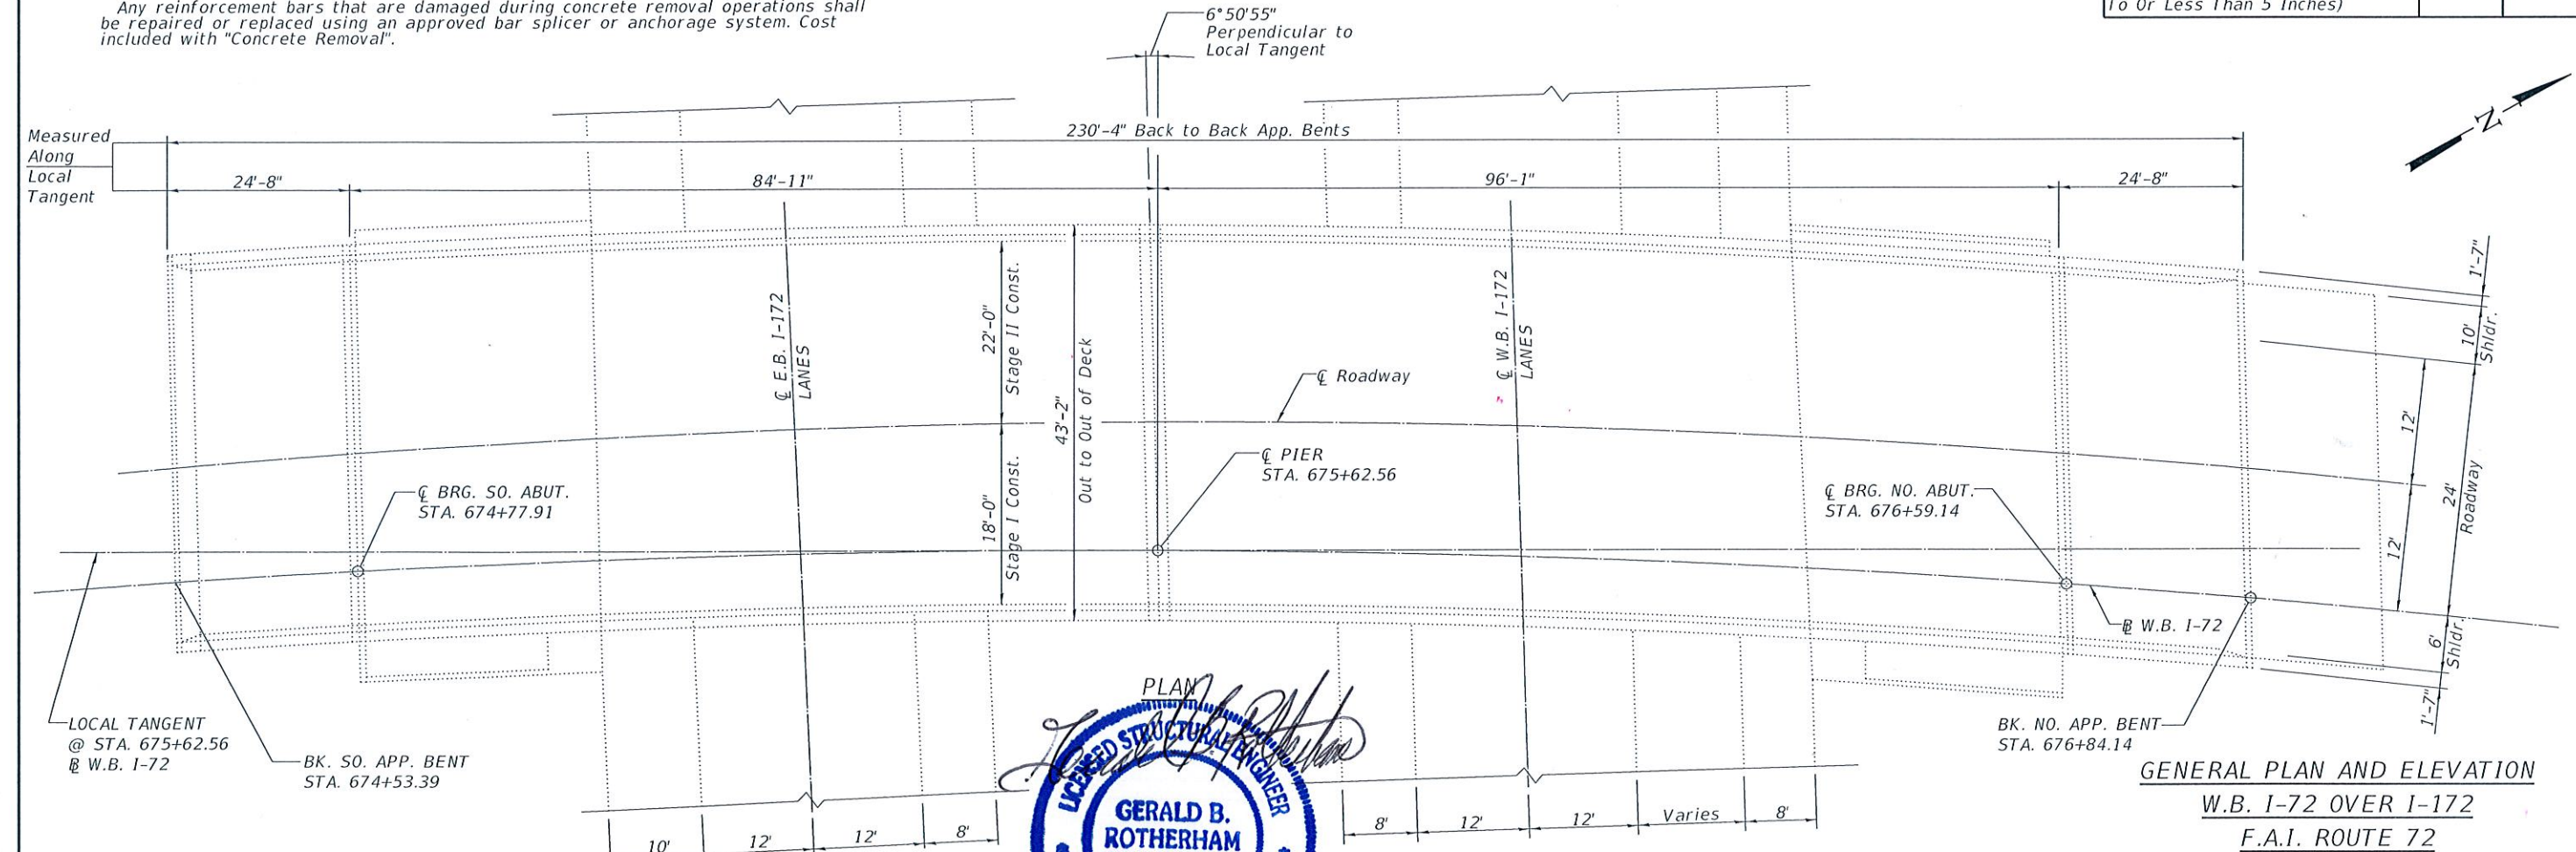 Any reinforcement bars that are damaged during concrete removal operations shall
be repaired or replaced using an approved bar splicer or anchorage system. Cost
included with "Concrete Removal".
To Or Less Than 5 Inches)
6°50'55"
Perpendicular to
Local Tangent
N
Measured
Along
Local
Tangent
230'-4" Back to Back App. Bents
24'-8"
84'-11"
96'-1"
24'-8"
℄ E.B. I-172
LANES
22'-0"
Stage II Const.
18'-0"
Stage I Const.
43'-2"
Out to Out of Deck
℄ W.B. I-172
LANES
℄ Roadway
℄ PIER
STA. 675+62.56
℄ BRG. SO. ABUT.
STA. 674+77.91
℄ BRG. NO. ABUT.
STA. 676+59.14
1'-7"
10'
Shldr.
12'
24'
Roadway
12'
6'
Shldr.
1'-7"
LOCAL TANGENT
@ STA. 675+62.56
BL W.B. I-72
BK. SO. APP. BENT
STA. 674+53.39
BL W.B. I-72
BK. NO. APP. BENT
STA. 676+84.14
PLAN
LICENSED STRUCTURAL ENGINEER
GERALD B.
ROTHERHAM
10'
12'
12'
8'
8'
12'
12'
Varies
8'
GENERAL PLAN AND ELEVATION
W.B. I-72 OVER I-172
F.A.I. ROUTE 72